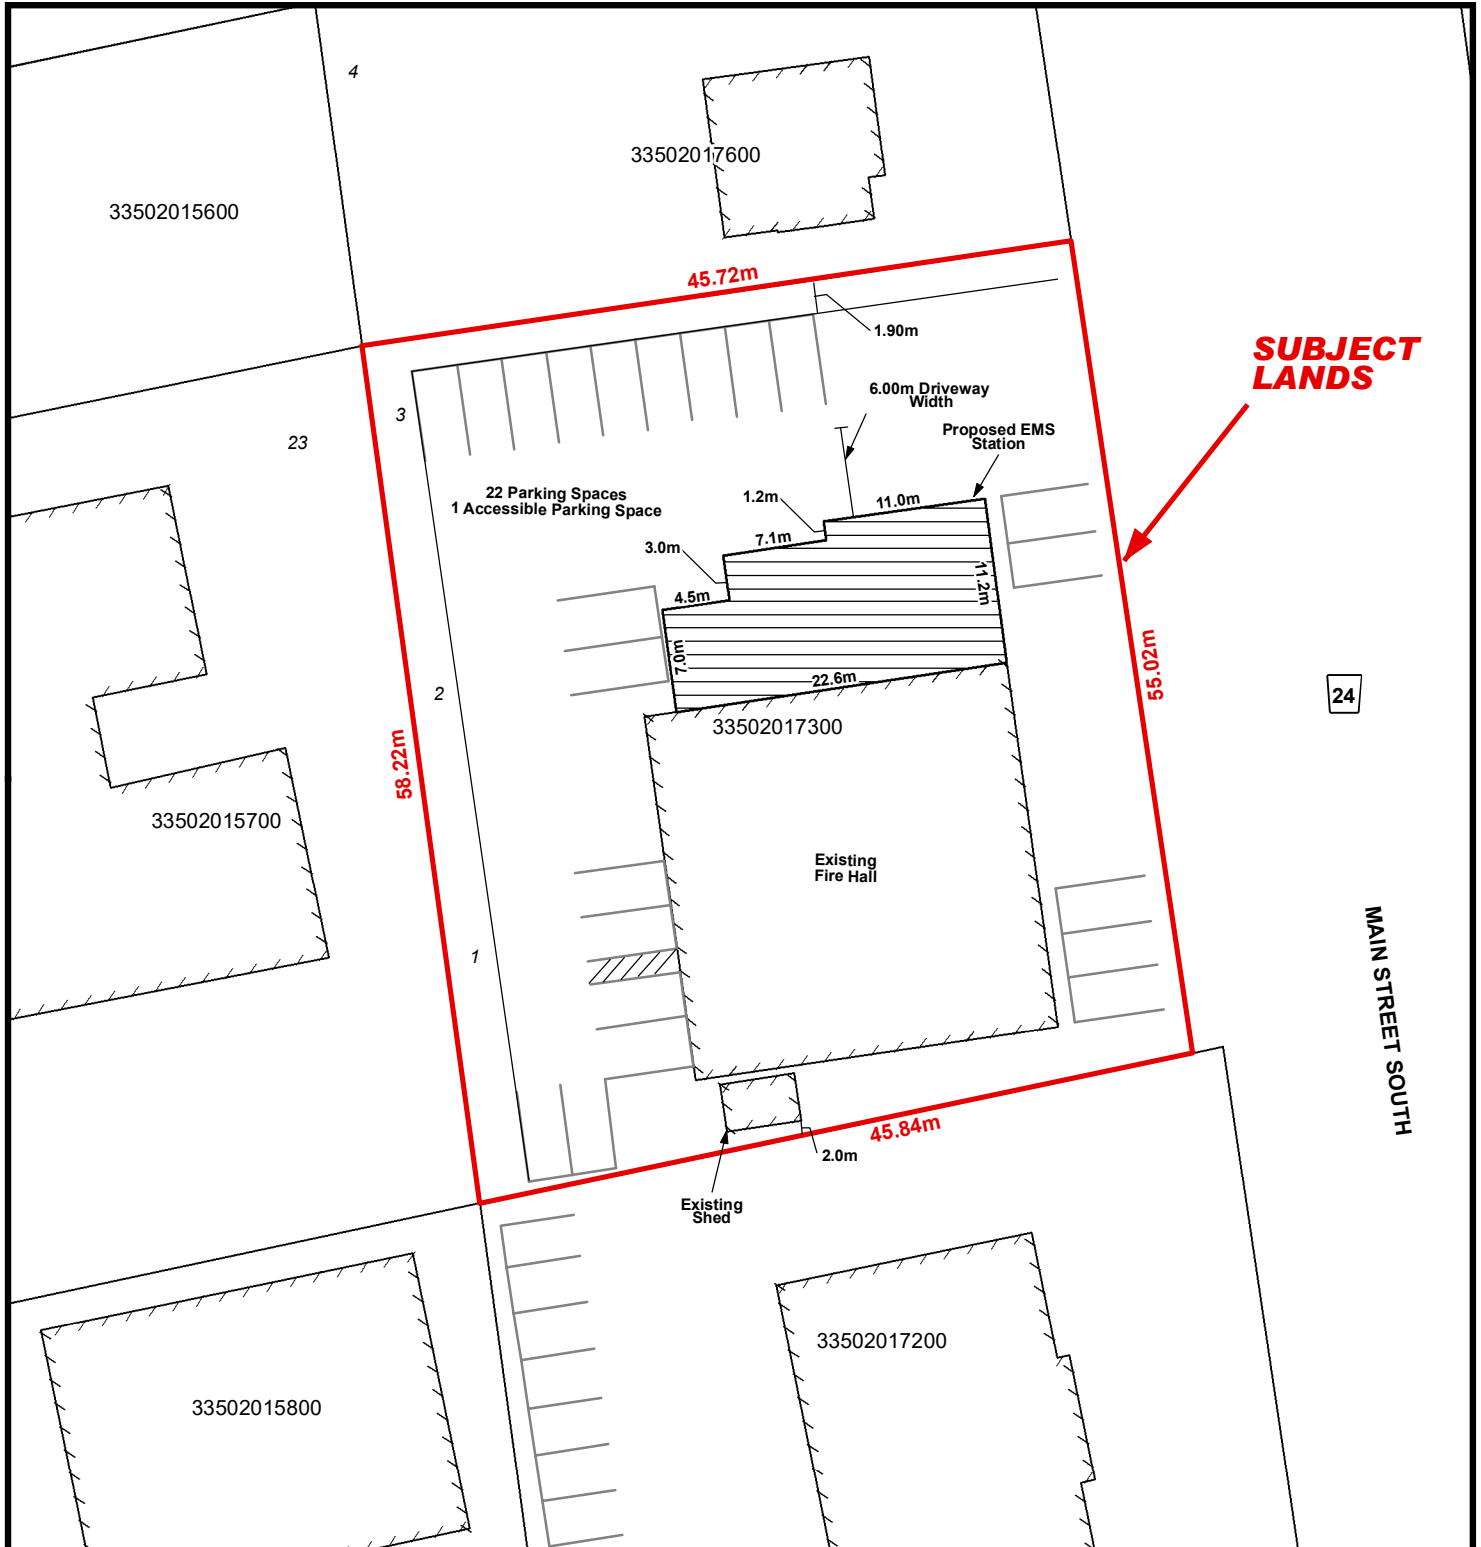 4
33502017600
33502015600
45.72m
1.90m
SUBJECT
LANDS
6.00m Driveway
Width
3
23
Proposed EMS
Station
22 Parking Spaces
1 Accessible Parking Space
1.2m
11.0m
7.1m
3.0m
11.2m
4.5m
7.0m
22.6m
55.02m
24
2
33502017300
58.22m
33502015700
Existing
Fire Hall
1
MAIN STREET SOUTH
45.84m
2.0m
Existing
Shed
33502017200
33502015800